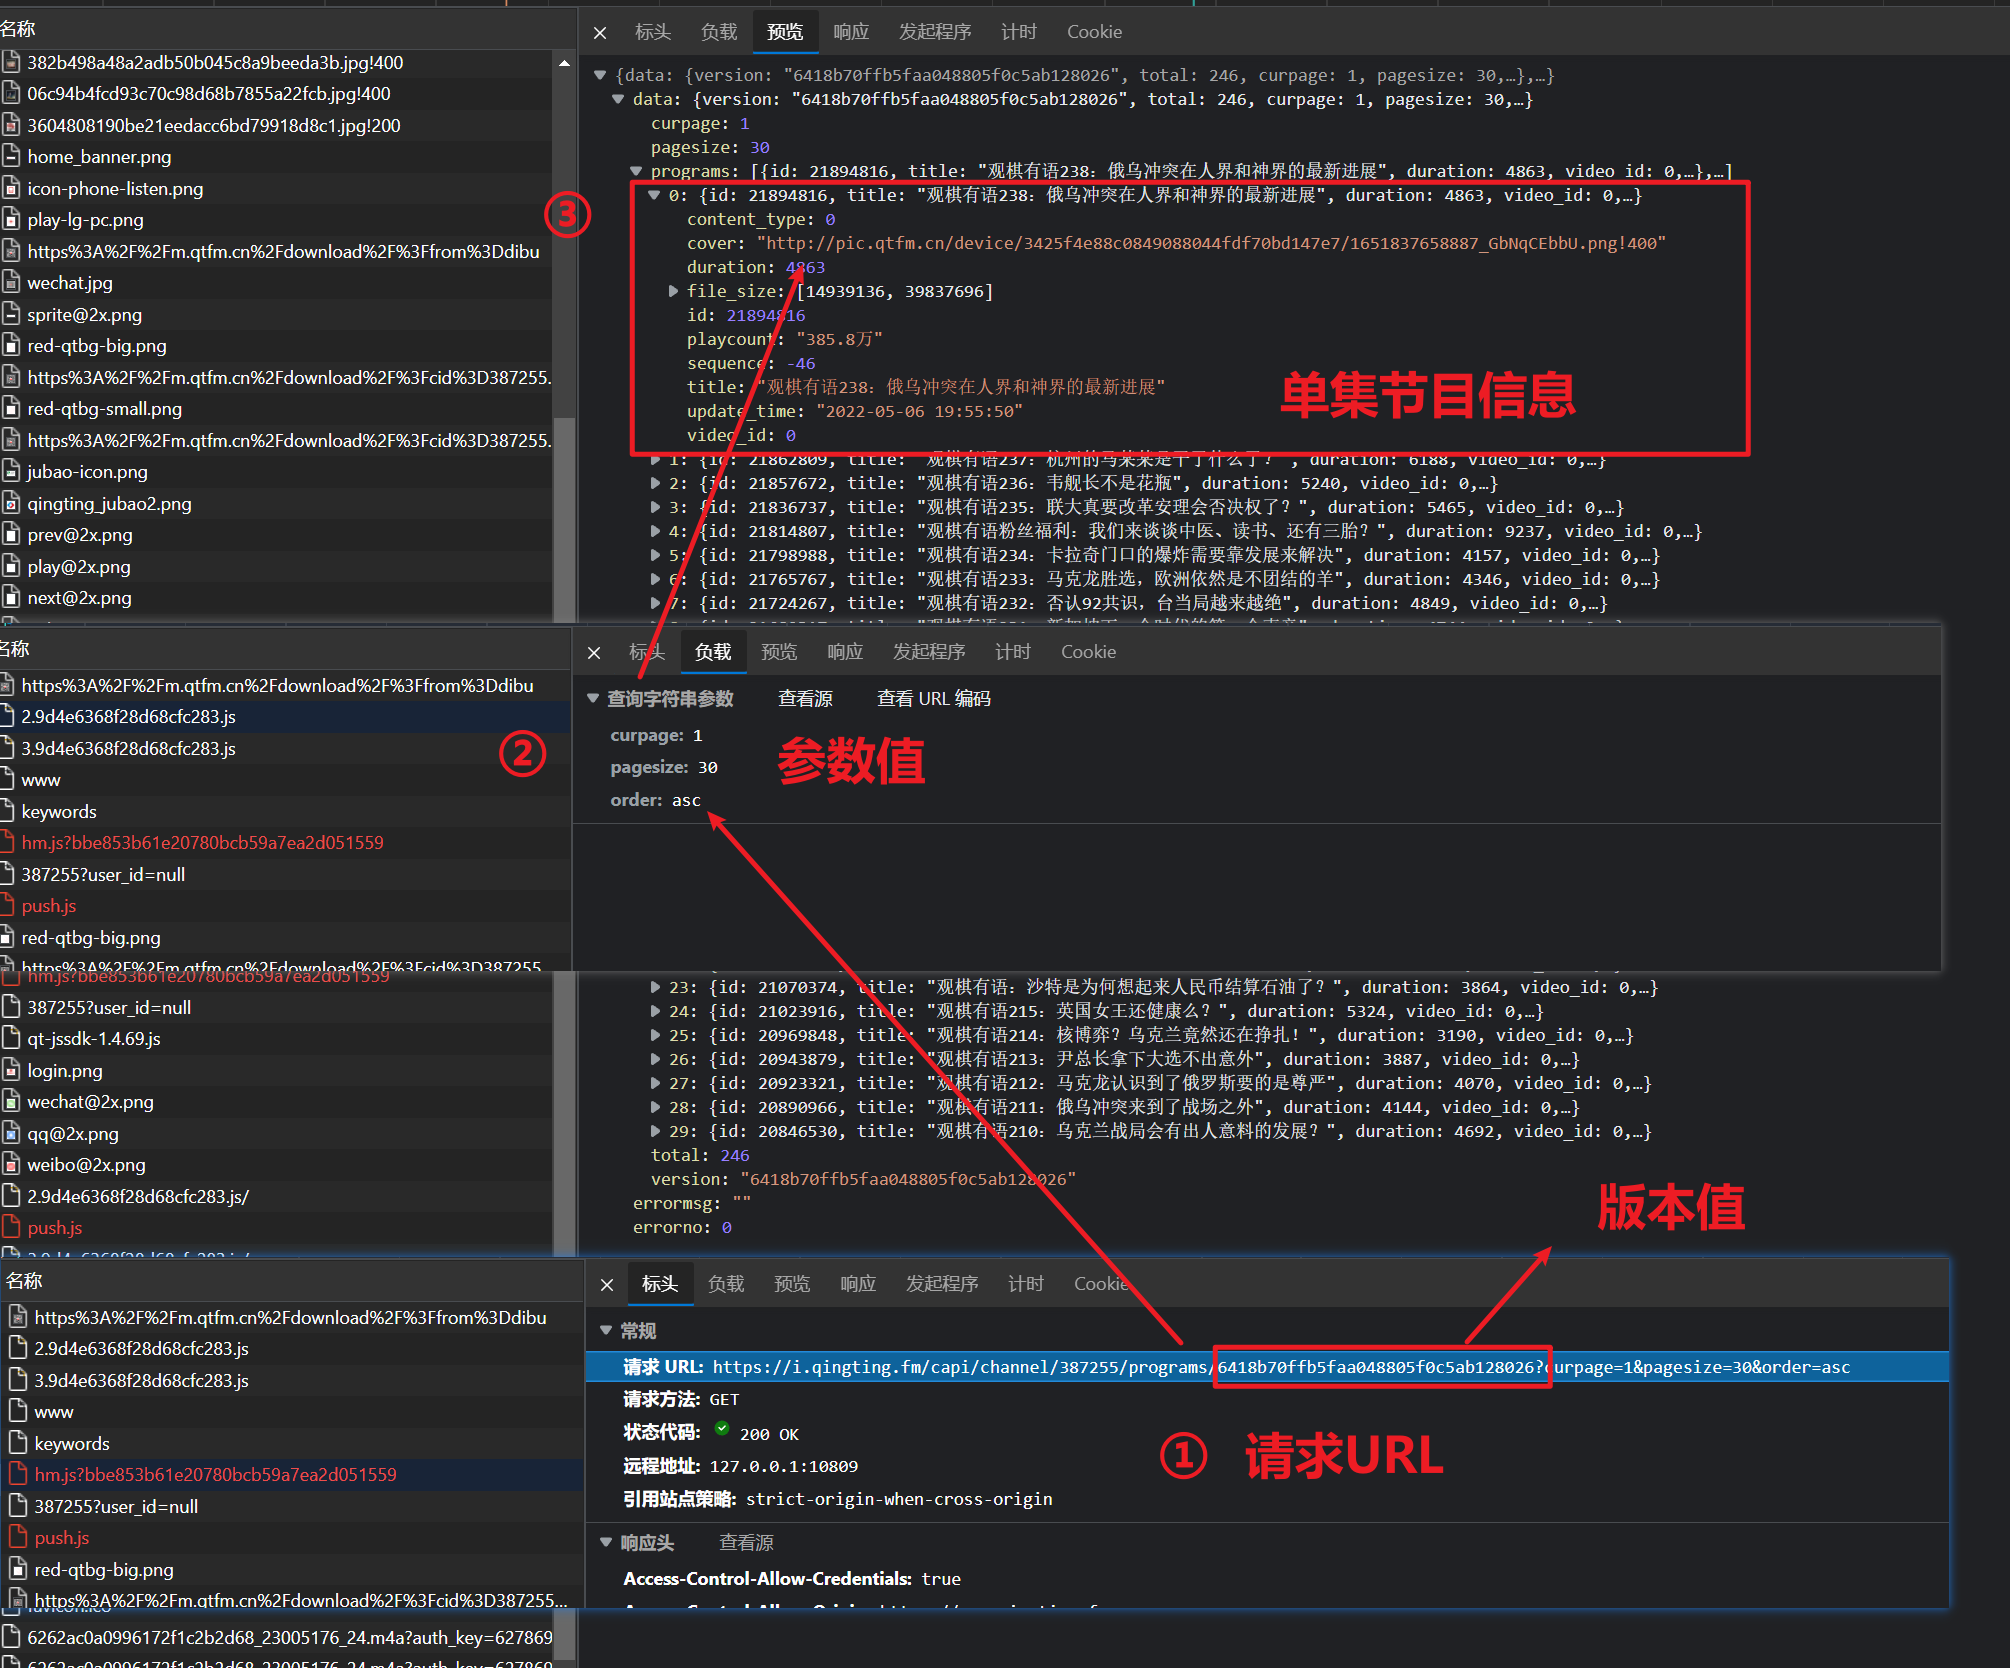 名称
382b498a48a2adb50b045c8a9beeda3b.jpg!400
06c94b4fcd93c70c98d68b7855a22fcb.jpg!400
3604808190be21eedacc6bd79918d8c1.jpg!200
home_banner.png
icon-phone-listen.png
play-lg-pc.png
https%3A%2F%2Fm.qtfm.cn%2Fdownload%2F%3Ffrom%3Ddibu
wechat.jpg
sprite@2x.png
red-qtbg-big.png
https%3A%2F%2Fm.qtfm.cn%2Fdownload%2F%3Fcid%3D387255.
red-qtbg-small.png
https%3A%2F%2Fm.qtfm.cn%2Fdownload%2F%3Fcid%3D387255.
jubao-icon.png
qingting_jubao2.png
prev@2x.png
play@2x.png
next@2x.png
③
标头 负载 预览 响应 发起程序 计时 Cookie
{data: {version: "6418b70ffb5faa048805f0c5ab128026", total: 246, curpage: 1, pagesize: 30,…},…}
data: {version: "6418b70ffb5faa048805f0c5ab128026", total: 246, curpage: 1, pagesize: 30,…}
curpage: 1
pagesize: 30
programs: [{id: 21894816, title: "观棋有语238: 俄乌冲突在人界和神界的最新进展", duration: 4863, video_id: 0,…},…]
0: {id: 21894816, title: "观棋有语238: 俄乌冲突在人界和神界的最新进展", duration: 4863, video_id: 0,…}
content_type: 0
cover: "http://pic.qtfm.cn/device/3425f4e88c0849088044fdf70bd147e7/1651837658887_GbNqCEbbU.png!400"
duration: 4863
file_size: [14939136, 39837696]
id: 21894816
playcount: "385.8万"
sequence: -46
title: "观棋有语238: 俄乌冲突在人界和神界的最新进展"
update_time: "2022-05-06 19:55:50"
video_id: 0
单集节目信息
1: {id: 21862809, title: "观棋有语237: 杭州的马某某是干了什么了？", duration: 6188, video_id: 0,…}
2: {id: 21857672, title: "观棋有语236: 韦舰长不是花瓶", duration: 5240, video_id: 0,…}
3: {id: 21836737, title: "观棋有语235: 联大真要改革安理会否决权了？", duration: 5465, video_id: 0,…}
4: {id: 21814807, title: "观棋有语粉丝福利: 我们来谈谈中医、读书、还有三胎？", duration: 9237, video_id: 0,…}
5: {id: 21798988, title: "观棋有语234: 卡拉奇门口的爆炸需要靠发展来解决", duration: 4157, video_id: 0,…}
6: {id: 21765767, title: "观棋有语233: 马克龙胜选，欧洲依然是不团结的羊", duration: 4346, video_id: 0,…}
7: {id: 21724267, title: "观棋有语232: 否认92共识，台当局越来越绝", duration: 4849, video_id: 0,…}
名称
https%3A%2F%2Fm.qtfm.cn%2Fdownload%2F%3Ffrom%3Ddibu
2.9d4e6368f28d68cfc283.js
3.9d4e6368f28d68cfc283.js
www
keywords
hm.js?bbe853b61e20780bcb59a7ea2d051559
387255?user_id=null
push.js
red-qtbg-big.png
https%3A%2F%2Fm.qtfm.cn%2Fdownload%2F%3Fcid%3D387255
②
标头 负载 预览 响应 发起程序 计时 Cookie
查询字符串参数 查看源 查看 URL 编码
curpage: 1
pagesize: 30
order: asc
参数值
hm.js?bbe853b61e20780bcb59a7ea2d051559
387255?user_id=null
qt-jssdk-1.4.69.js
login.png
wechat@2x.png
qq@2x.png
weibo@2x.png
2.9d4e6368f28d68cfc283.js/
push.js
23: {id: 21070374, title: "观棋有语: 沙特是为何想起来人民币结算石油了？", duration: 3864, video_id: 0,…}
24: {id: 21023916, title: "观棋有语215: 英国女王还健康么？", duration: 5324, video_id: 0,…}
25: {id: 20969848, title: "观棋有语214: 核博弈？乌克兰竟然还在挣扎！", duration: 3190, video_id: 0,…}
26: {id: 20943879, title: "观棋有语213: 尹总长拿下大选不出意外", duration: 3887, video_id: 0,…}
27: {id: 20923321, title: "观棋有语212: 马克龙认识到了俄罗斯要的是尊严", duration: 4070, video_id: 0,…}
28: {id: 20890966, title: "观棋有语211: 俄乌冲突来到了战场之外", duration: 4144, video_id: 0,…}
29: {id: 20846530, title: "观棋有语210: 乌克兰战局会有出人意料的发展？", duration: 4692, video_id: 0,…}
total: 246
version: "6418b70ffb5faa048805f0c5ab128026"
errormsg: ""
errorno: 0
版本值
名称
https%3A%2F%2Fm.qtfm.cn%2Fdownload%2F%3Ffrom%3Ddibu
2.9d4e6368f28d68cfc283.js
3.9d4e6368f28d68cfc283.js
www
keywords
hm.js?bbe853b61e20780bcb59a7ea2d051559
387255?user_id=null
push.js
red-qtbg-big.png
https%3A%2F%2Fm.qtfm.cn%2Fdownload%2F%3Fcid%3D387255...
标头 负载 预览 响应 发起程序 计时 Cookie
常规
请求 URL: https://i.qingting.fm/capi/channel/387255/programs/6418b70ffb5faa048805f0c5ab128026?curpage=1&pagesize=30&order=asc
请求方法: GET
状态代码: 200 OK
远程地址: 127.0.0.1:10809
引用站点策略: strict-origin-when-cross-origin
① 请求URL
响应头 查看源
Access-Control-Allow-Credentials: true
6262ac0a0996172f1c2b2d68_23005176_24.m4a?auth_key=627869
6262ac0a0996172f1c2b2d68_23005176_24.m4a?auth_key=627869